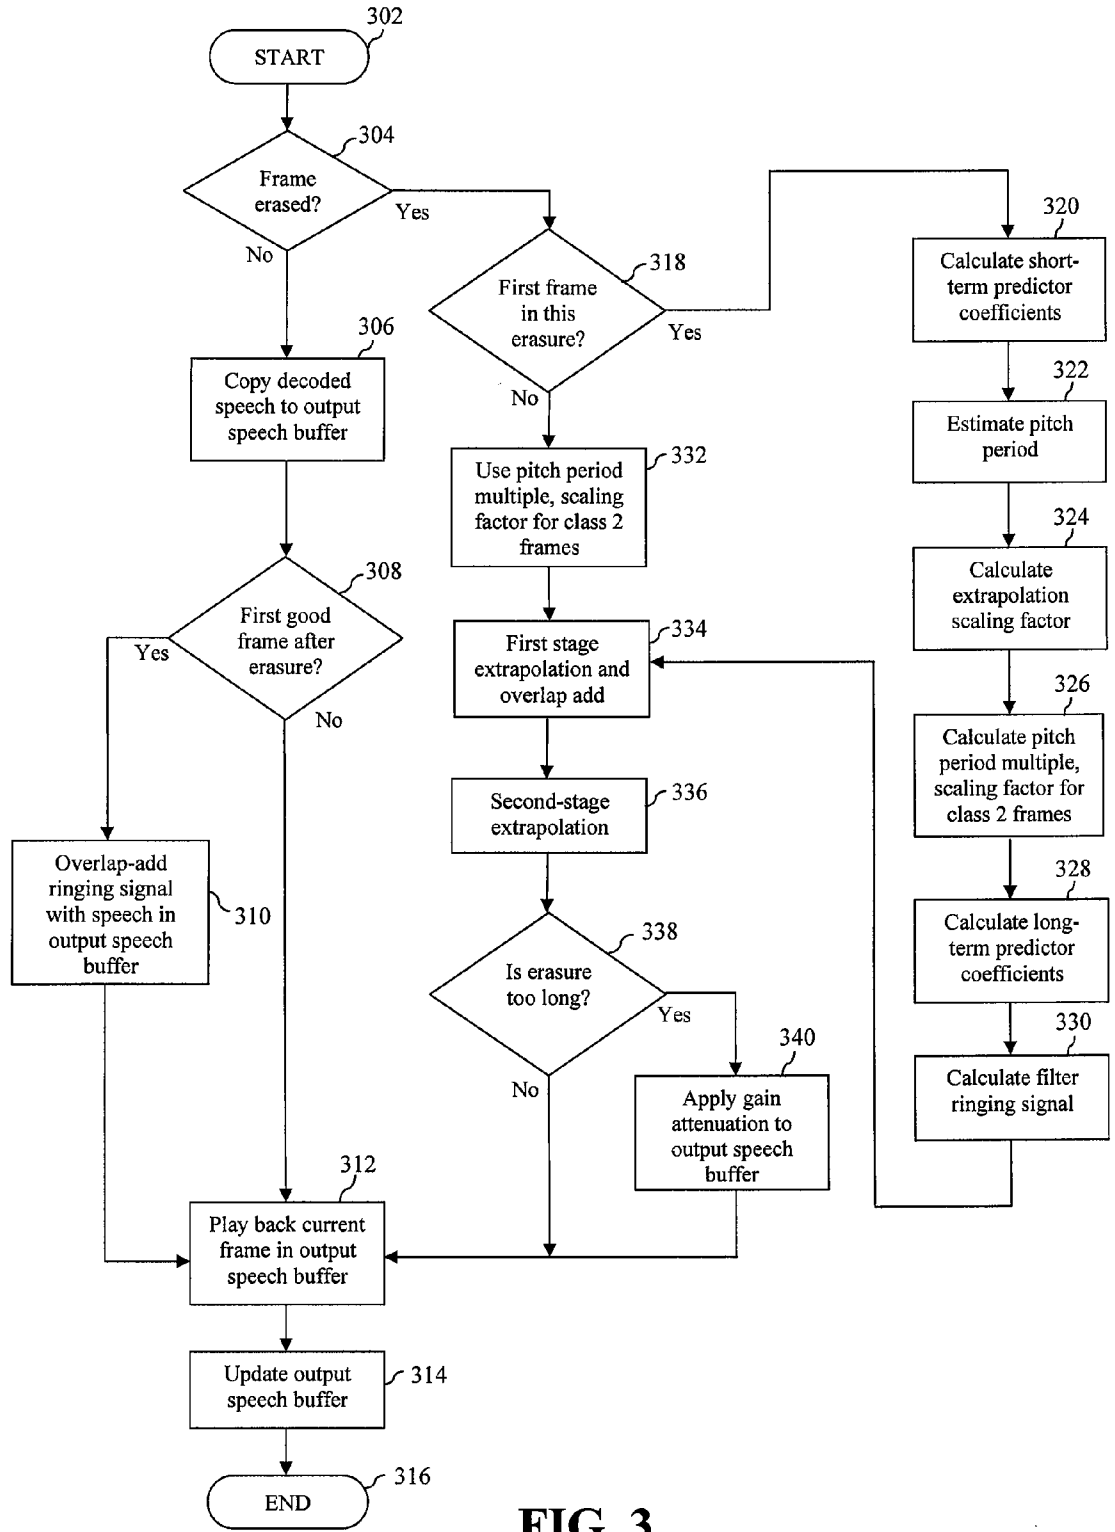 302
START
304
Frame
erased?
Yes
No
318
First frame
in this
erasure?
Yes
No
320
Calculate short-
term predictor
coefficients
322
Estimate pitch
period
324
Calculate
extrapolation
scaling factor
326
Calculate pitch
period multiple,
scaling factor for
class 2 frames
328
Calculate long-
term predictor
coefficients
330
Calculate filter
ringing signal
306
Copy decoded
speech to output
speech buffer
308
First good
frame after
erasure?
Yes
No
310
Overlap-add
ringing signal
with speech in
output speech
buffer
332
Use pitch period
multiple, scaling
factor for class 2
frames
334
First stage
extrapolation and
overlap add
336
Second-stage
extrapolation
338
Is erasure
too long?
Yes
No
340
Apply gain
attenuation to
output speech
buffer
312
Play back current
frame in output
speech buffer
314
Update output
speech buffer
316
END
FIG. 3